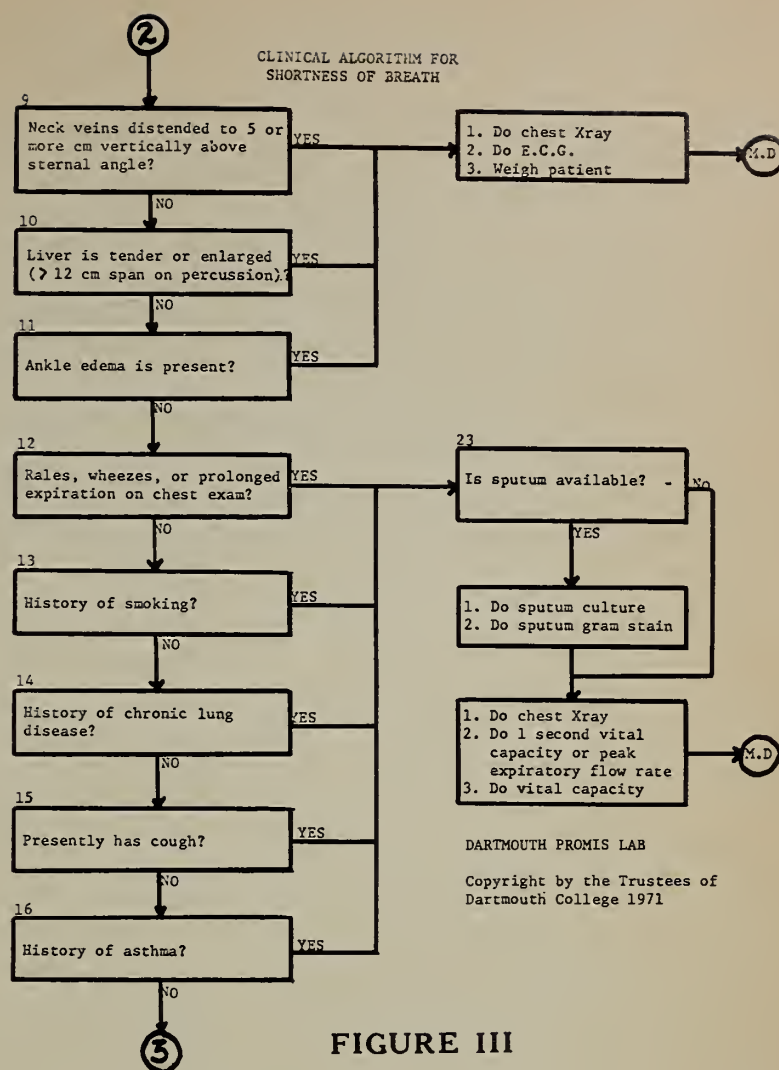 2
CLINICAL ALGORITHM FOR
SHORTNESS OF BREATH
9
Neck veins distended to 5 or
more cm vertically above
sternal angle?
YES
NO
1. Do chest Xray
2. Do E.C.G.
3. Weigh patient
M.D
10
Liver is tender or enlarged
(> 12 cm span on percussion)?
YES
NO
11
Ankle edema is present?
YES
NO
12
Rales, wheezes, or prolonged
expiration on chest exam?
YES
NO
23
Is sputum available? -
NO
YES
13
History of smoking?
YES
NO
1. Do sputum culture
2. Do sputum gram stain
14
History of chronic lung
disease?
YES
NO
1. Do chest Xray
2. Do 1 second vital
capacity or peak
expiratory flow rate
3. Do vital capacity
M.D
15
Presently has cough?
YES
NO
DARTMOUTH PROMIS LAB
Copyright by the Trustees of
Dartmouth College 1971
16
History of asthma?
YES
NO
3
FIGURE III